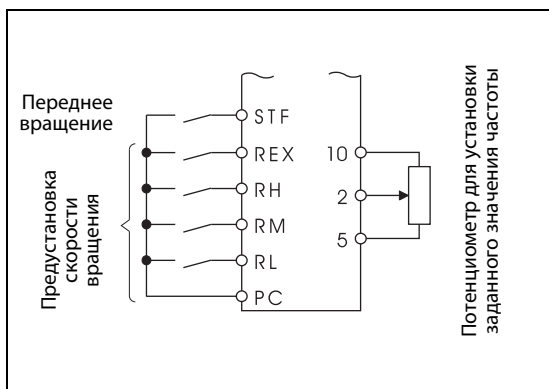 Переднее
вращение
Предустановка
скорости
вращения
STF
REX
RH
RM
RL
PC
10
2
5
Потенциометр для установки
заданного значения частоты